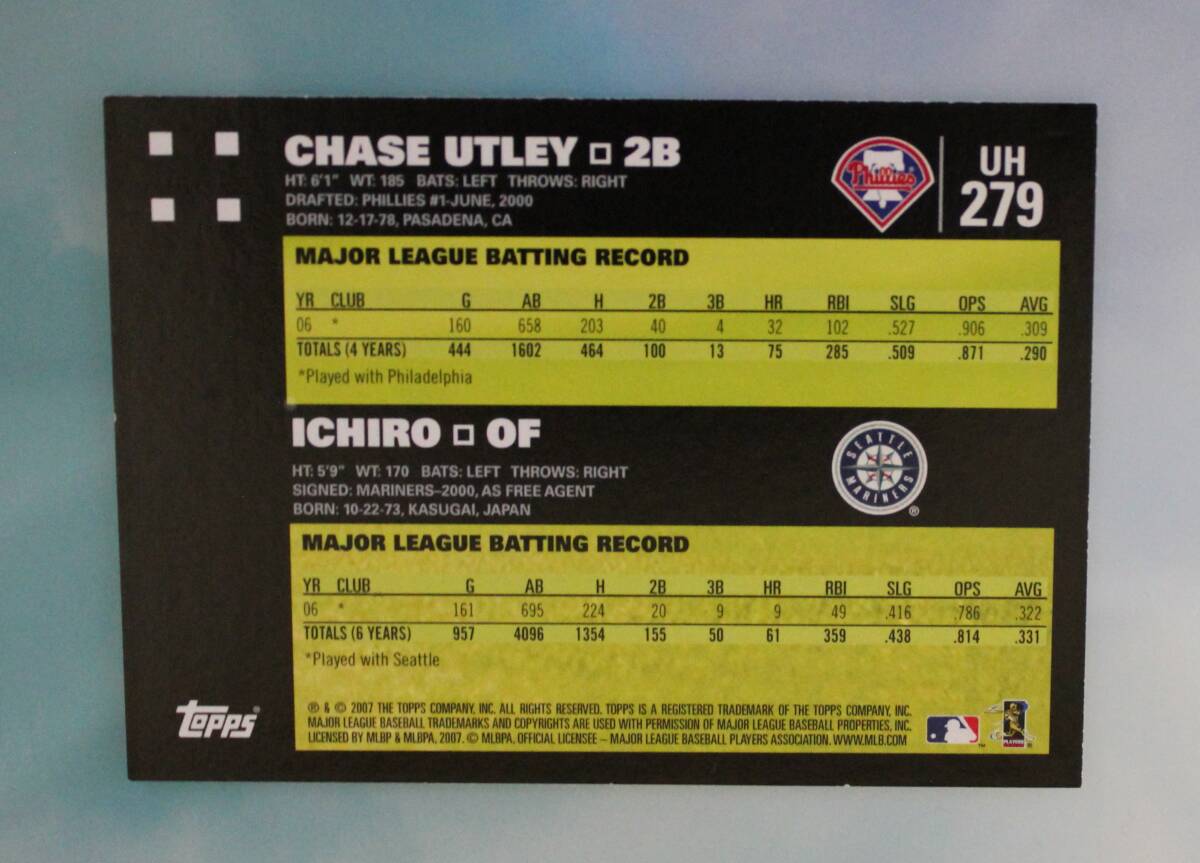 CHASE UTLEY □ 2B
HT: 6'1" WT: 185 BATS: LEFT THROWS: RIGHT
DRAFTED: PHILLIES #1-JUNE, 2000
BORN: 12-17-78, PASADENA, CA
Phillies
UH
279
MAJOR LEAGUE BATTING RECORD
YR CLUB G AB H 2B 3B HR RBI SLG OPS AVG
06 * 160 658 203 40 4 32 102 .527 .906 .309
TOTALS (4 YEARS) 444 1602 464 100 13 75 285 .509 .871 .290
*Played with Philadelphia
ICHIRO □ OF
HT: 5'9" WT: 170 BATS: LEFT THROWS: RIGHT
SIGNED: MARINERS–2000, AS FREE AGENT
BORN: 10-22-73, KASUGAI, JAPAN
SEATTLE
MARINERS
®
MAJOR LEAGUE BATTING RECORD
YR CLUB G AB H 2B 3B HR RBI SLG OPS AVG
06 * 161 695 224 20 9 9 49 .416 .786 .322
TOTALS (6 YEARS) 957 4096 1354 155 50 61 359 .438 .814 .331
*Played with Seattle
topps®
® & © 2007 THE TOPPS COMPANY, INC. ALL RIGHTS RESERVED. TOPPS IS A REGISTERED TRADEMARK OF THE TOPPS COMPANY, INC.
MAJOR LEAGUE BASEBALL TRADEMARKS AND COPYRIGHTS ARE USED WITH PERMISSION OF MAJOR LEAGUE BASEBALL PROPERTIES, INC.
LICENSED BY MLBP & MLBPA, 2007. © MLBPA, OFFICIAL LICENSEE – MAJOR LEAGUE BASEBALL PLAYERS ASSOCIATION. WWW.MLB.COM
™
PLAYERS
®